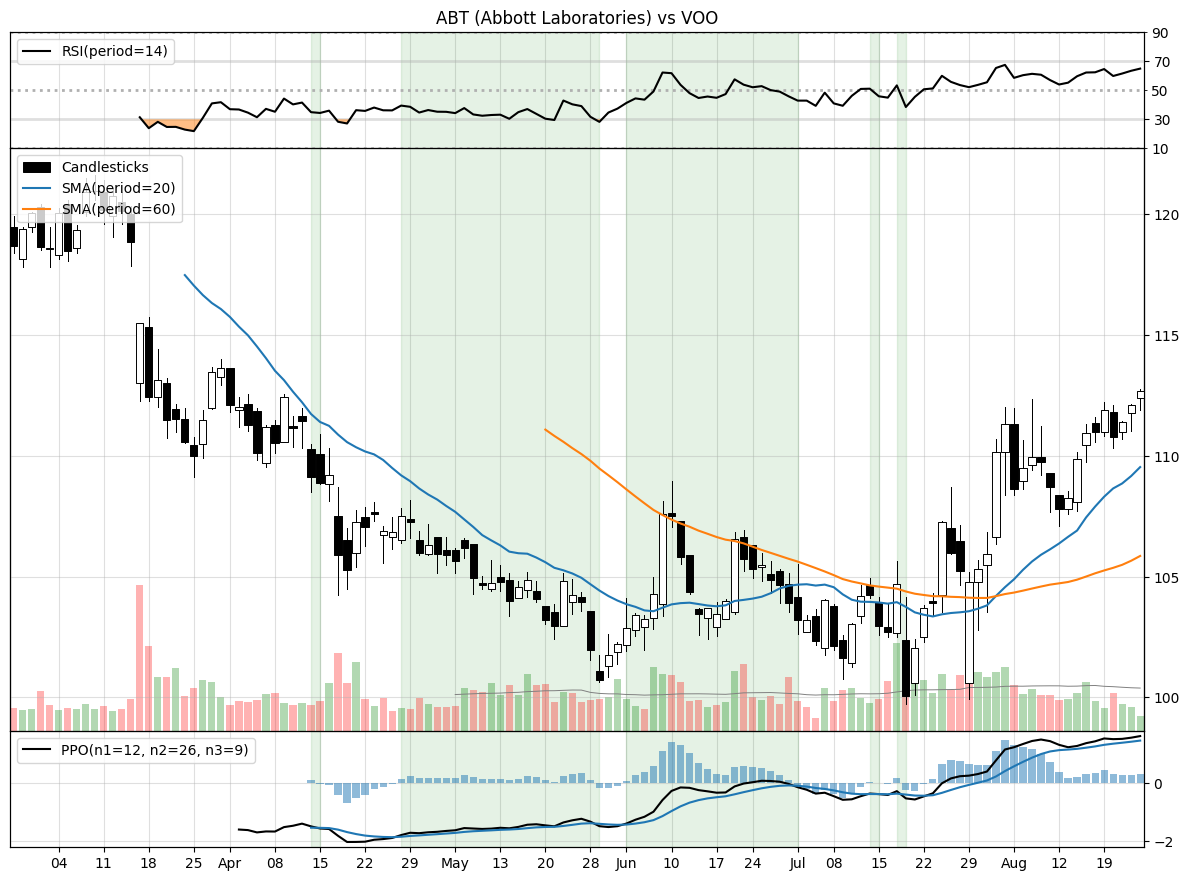 ABT (Abbott Laboratories) vs VOO
RSI(period=14)
90
70
50
30
10
Candlesticks
SMA(period=20)
SMA(period=60)
120
115
110
105
100
PPO(n1=12, n2=26, n3=9)
0
−2
04 11 18 25 Apr 08 15 22 29 May 13 20 28 Jun 10 17 24 Jul 08 15 22 29 Aug 12 19